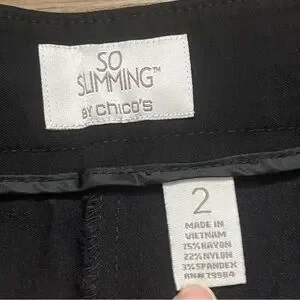 SO
SLIMMING™
BY chico's
2
MADE IN
VIETNAM
75%RAYON
22%NYLON
3%SPANDEX
RN#79984